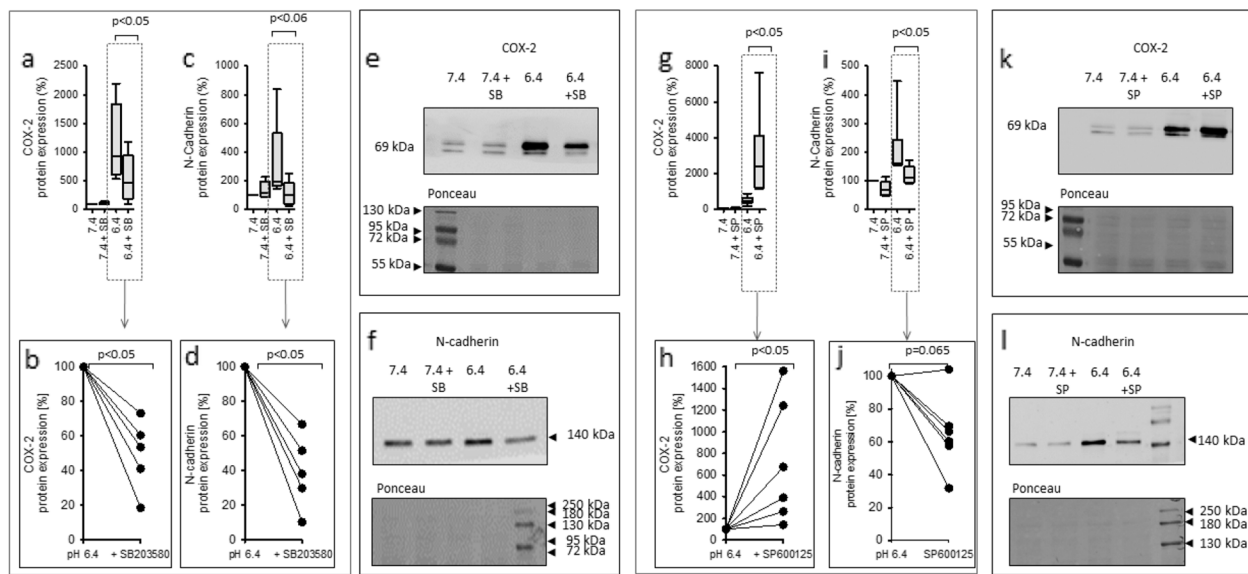 p<0.05
p<0.06
a
COX-2
protein expression (%)
2500
2000
1500
1000
500
0
7.4
7.4 + SB
6.4
6.4 + SB
c
N-Cadherin
protein expression (%)
1000
800
600
400
200
0
7.4
7.4 + SB
6.4
6.4 + SB
b
p<0.05
COX-2
protein expression [%]
100
80
60
40
20
0
pH 6.4
+ SB203580
d
p<0.05
N-cadherin
protein expression [%]
100
80
60
40
20
0
pH 6.4
+ SB203580
e
COX-2
7.4
7.4 +
SB
6.4
6.4
+SB
69 kDa
Ponceau
130 kDa
95 kDa
72 kDa
55 kDa
f
N-cadherin
7.4
7.4 +
SB
6.4
6.4
+SB
140 kDa
Ponceau
250 kDa
180 kDa
130 kDa
95 kDa
72 kDa
p<0.05
p<0.05
g
COX-2
protein expression (%)
8000
6000
4000
2000
0
7.4
7.4 + SP
6.4
6.4 + SP
i
N-Cadherin
protein expression (%)
500
400
300
200
100
0
7.4
7.4 + SP
6.4
6.4 + SP
h
p<0.05
COX-2
protein expression [%]
1600
1400
1200
1000
800
600
400
200
0
pH 6.4
+ SP600125
j
p=0.065
N-cadherin
protein expression [%]
100
80
60
40
20
0
pH 6.4
SP600125
k
COX-2
7.4
7.4 +
SP
6.4
6.4
+SP
69 kDa
Ponceau
95 kDa
72 kDa
55 kDa
l
N-cadherin
7.4
7.4 +
SP
6.4
6.4
+SP
140 kDa
Ponceau
250 kDa
180 kDa
130 kDa